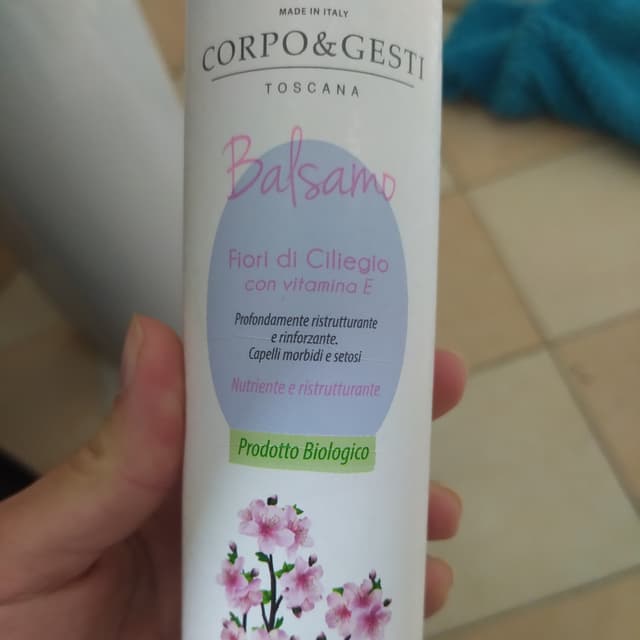 MADE IN ITALY
CORPO&GESTI
TOSCANA
Balsamo
Fiori di Ciliegio
con vitamina E
Profondamente ristrutturante
e rinforzante.
Capelli morbidi e setosi
Nutriente e ristrutturante
Prodotto Biologico